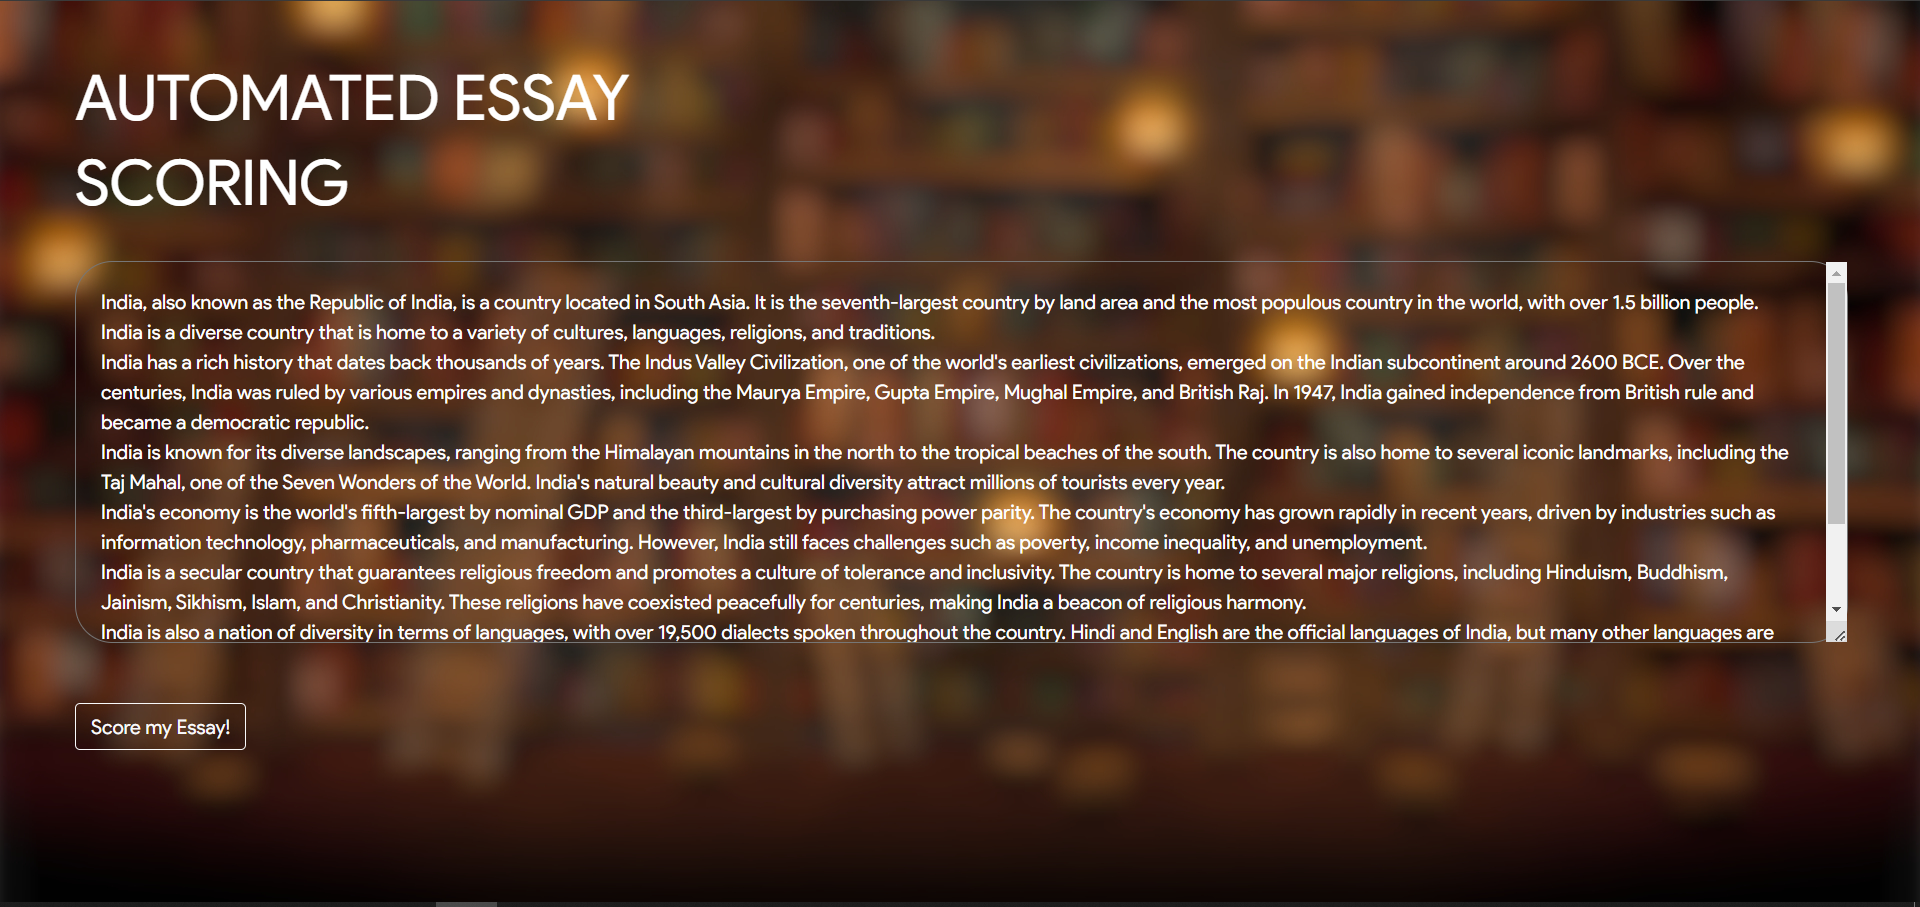 AUTOMATED ESSAY
SCORING
India, also known as the Republic of India, is a country located in South Asia. It is the seventh-largest country by land area and the most populous country in the world, with over 1.5 billion people.
India is a diverse country that is home to a variety of cultures, languages, religions, and traditions.
India has a rich history that dates back thousands of years. The Indus Valley Civilization, one of the world's earliest civilizations, emerged on the Indian subcontinent around 2600 BCE. Over the
centuries, India was ruled by various empires and dynasties, including the Maurya Empire, Gupta Empire, Mughal Empire, and British Raj. In 1947, India gained independence from British rule and
became a democratic republic.
India is known for its diverse landscapes, ranging from the Himalayan mountains in the north to the tropical beaches of the south. The country is also home to several iconic landmarks, including the
Taj Mahal, one of the Seven Wonders of the World. India's natural beauty and cultural diversity attract millions of tourists every year.
India's economy is the world's fifth-largest by nominal GDP and the third-largest by purchasing power parity. The country's economy has grown rapidly in recent years, driven by industries such as
information technology, pharmaceuticals, and manufacturing. However, India still faces challenges such as poverty, income inequality, and unemployment.
India is a secular country that guarantees religious freedom and promotes a culture of tolerance and inclusivity. The country is home to several major religions, including Hinduism, Buddhism,
Jainism, Sikhism, Islam, and Christianity. These religions have coexisted peacefully for centuries, making India a beacon of religious harmony.
India is also a nation of diversity in terms of languages, with over 19,500 dialects spoken throughout the country. Hindi and English are the official languages of India, but many other languages are
Score my Essay!